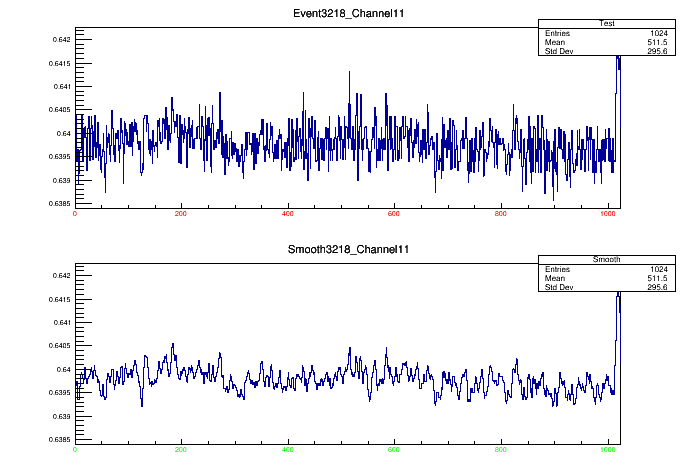 Event3218_Channel11
Test
Entries 1024
Mean 511.5
Std Dev 295.6
0.642
0.6415
0.641
0.6405
0.64
0.6395
0.639
0.6385
0 200 400 600 800 1000
Smooth3218_Channel11
Smooth
Entries 1024
Mean 511.5
Std Dev 295.6
0.642
0.6415
0.641
0.6405
0.64
0.6395
0.639
0.6385
0 200 400 600 800 1000